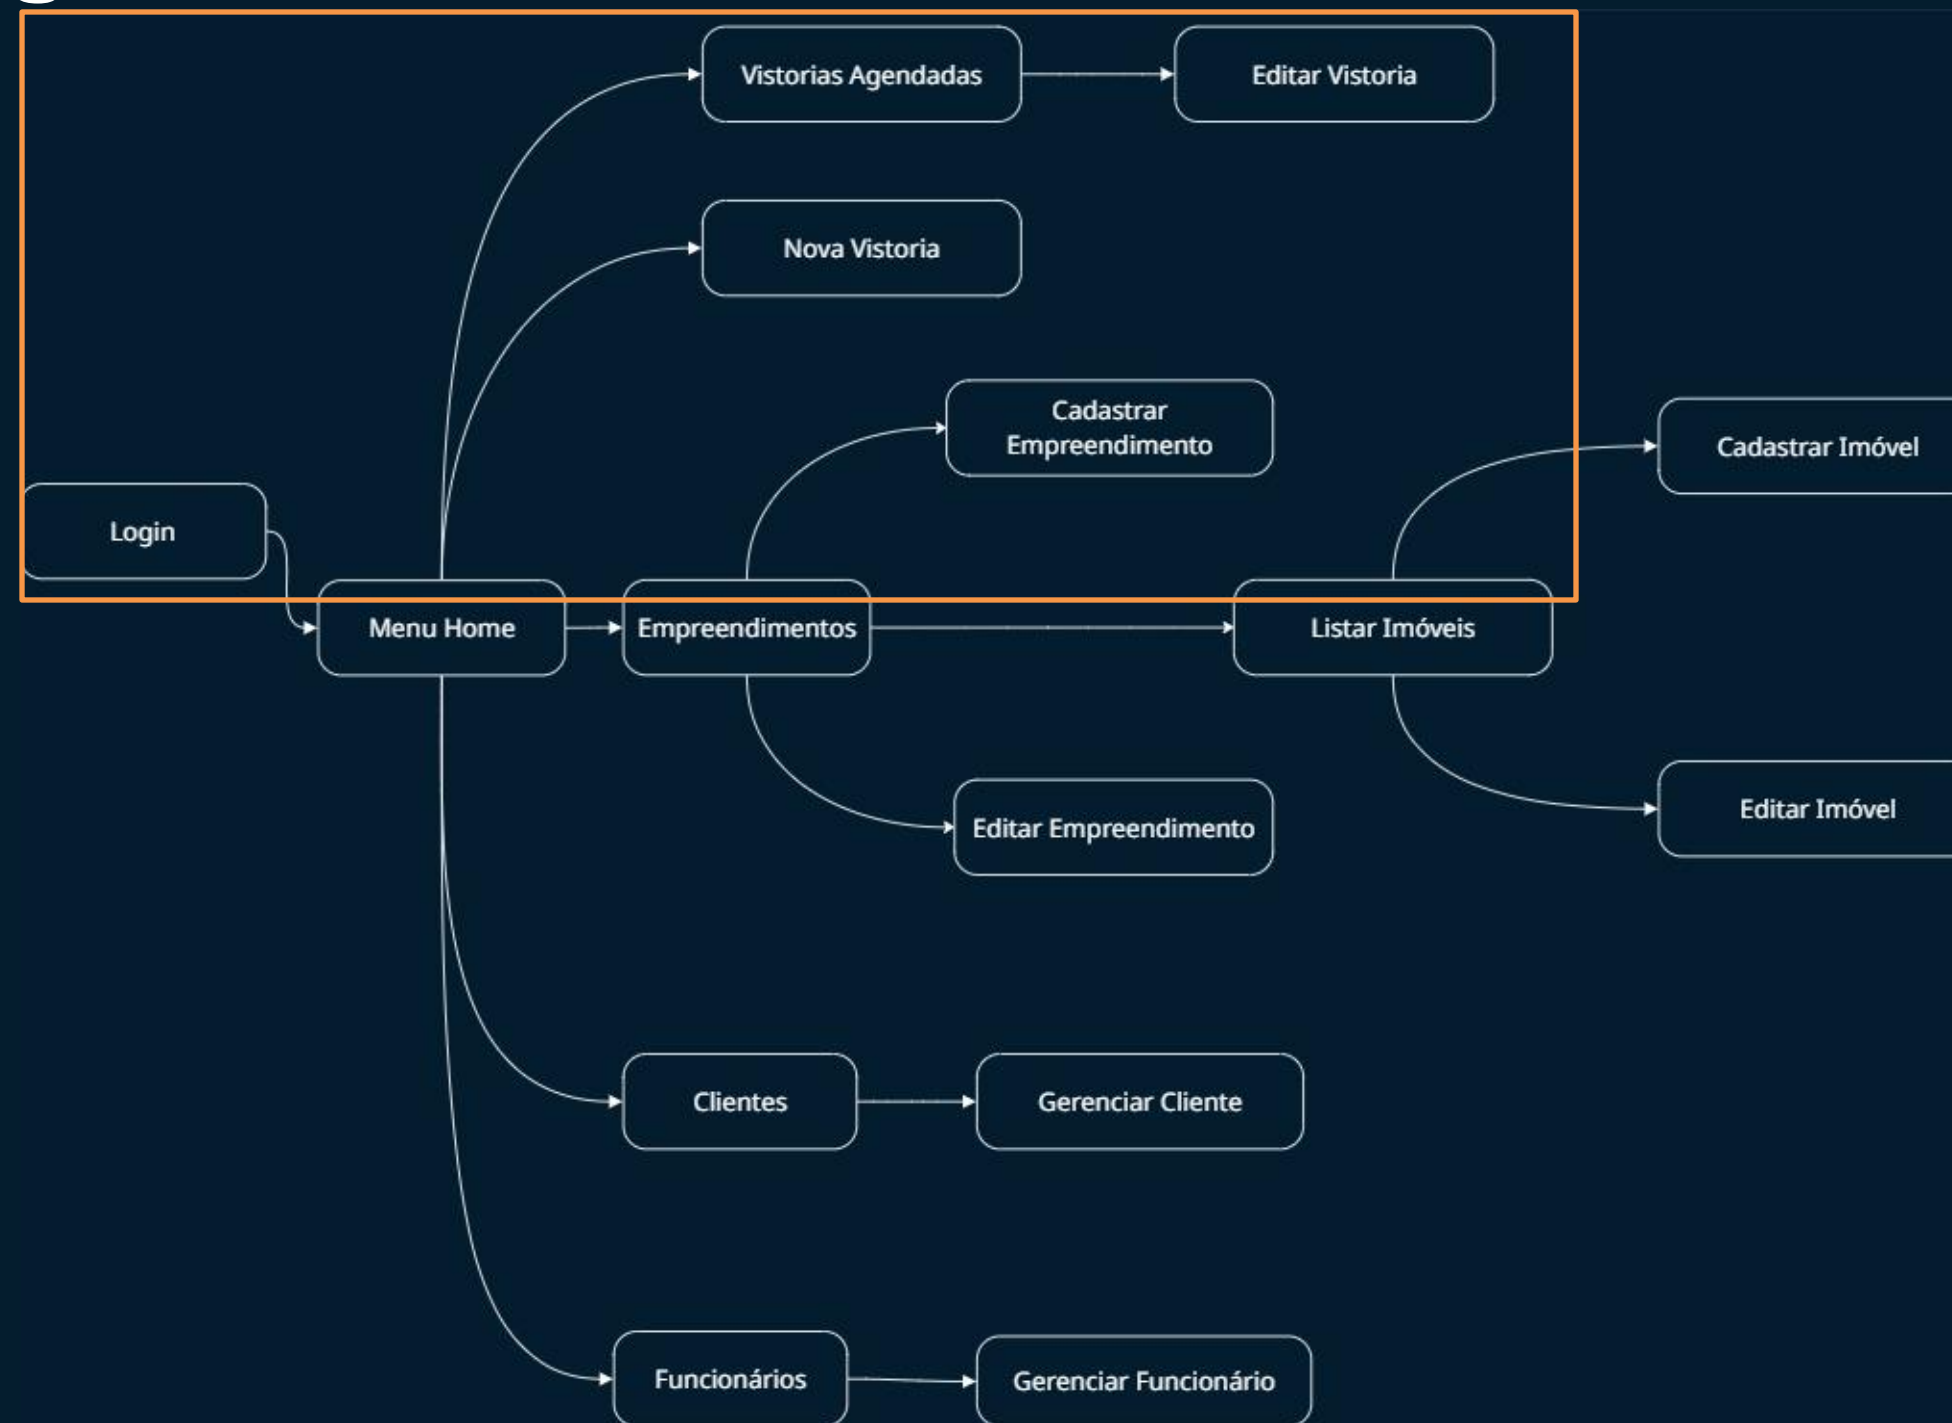 Vistorias Agendadas
Editar Vistoria
Nova Vistoria
Cadastrar
Empreendimento
Cadastrar Imóvel
Login
Menu Home
Empreendimentos
Listar Imóveis
Editar Imóvel
Editar Empreendimento
Clientes
Gerenciar Cliente
Funcionários
Gerenciar Funcionário